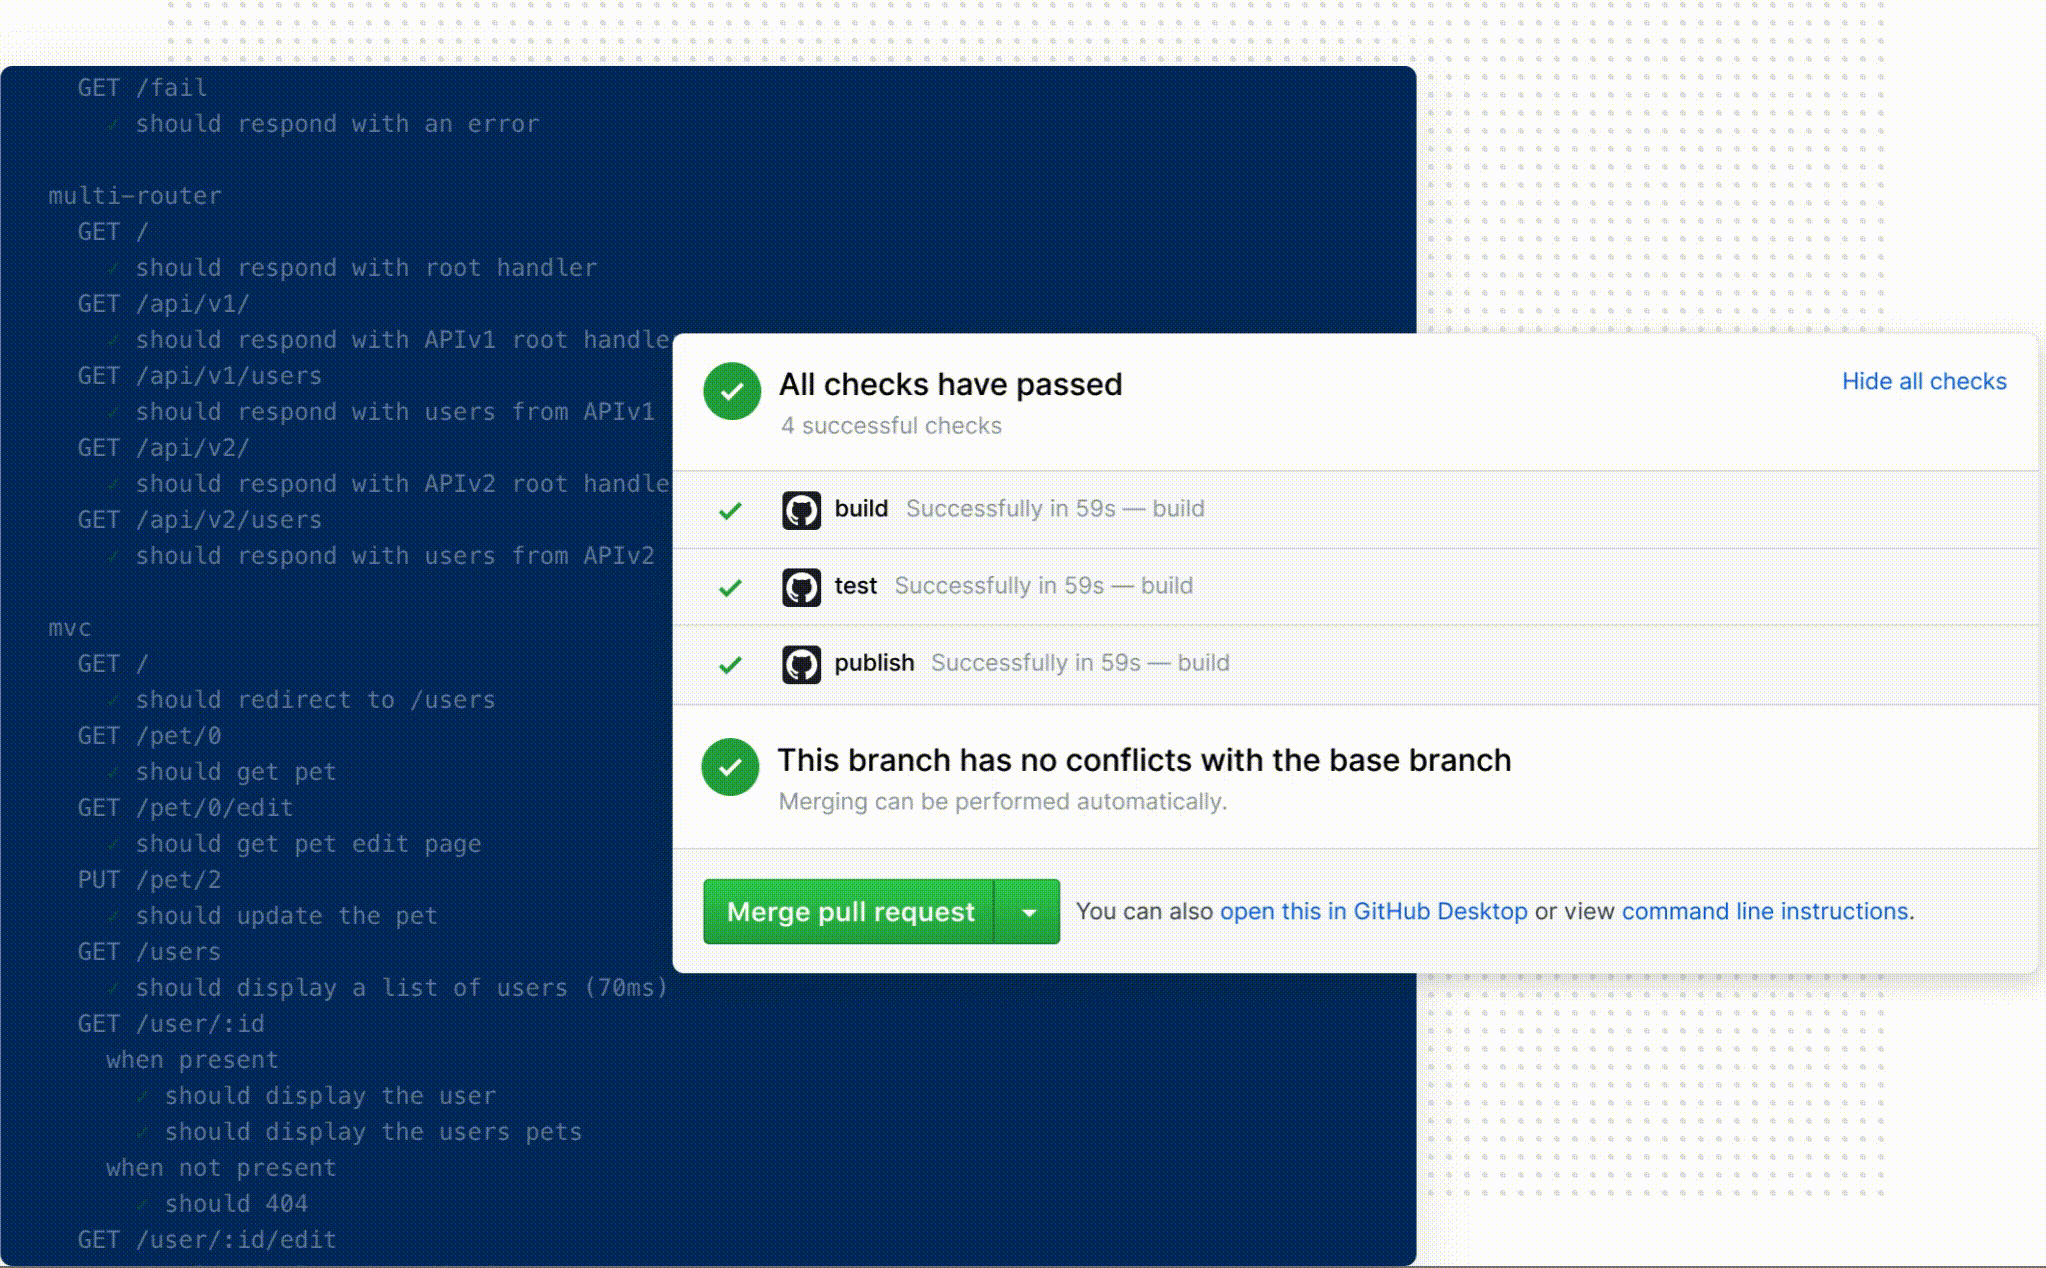 GET /fail
✓ should respond with an error
multi-router
GET /
✓ should respond with root handler
GET /api/v1/
✓ should respond with APIv1 root handle
GET /api/v1/users
✓ should respond with users from APIv1
GET /api/v2/
✓ should respond with APIv2 root handle
GET /api/v2/users
✓ should respond with users from APIv2
mvc
GET /
✓ should redirect to /users
GET /pet/0
✓ should get pet
GET /pet/0/edit
✓ should get pet edit page
PUT /pet/2
✓ should update the pet
GET /users
✓ should display a list of users (70ms)
GET /user/:id
when present
✓ should display the user
✓ should display the users pets
when not present
✓ should 404
GET /user/:id/edit
All checks have passed
Hide all checks
4 successful checks
build Successfully in 59s — build
test Successfully in 59s — build
publish Successfully in 59s — build
This branch has no conflicts with the base branch
Merging can be performed automatically.
Merge pull request
You can also open this in GitHub Desktop or view command line instructions.